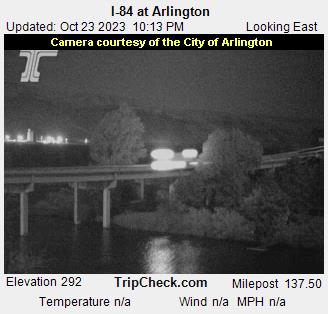 I-84 at Arlington
Updated: Oct 23 2023 10:13 PM Looking East
Camera courtesy of the City of Arlington
Elevation 292 TripCheck.com Milepost 137.50
Temperature n/a Wind n/a MPH n/a